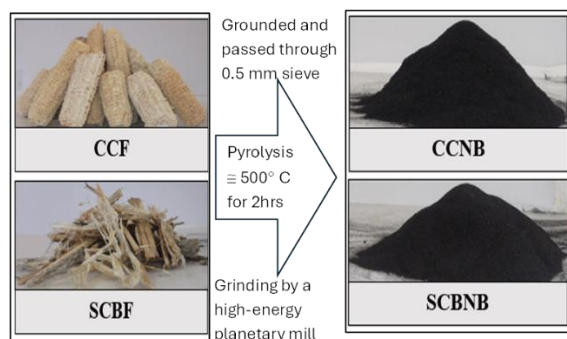 Grounded and
passed through
0.5 mm sieve
CCF
CCNB
Pyrolysis
≅ 500° C
for 2hrs
SCBF
SCBNB
Grinding by a
high-energy
planetary mill